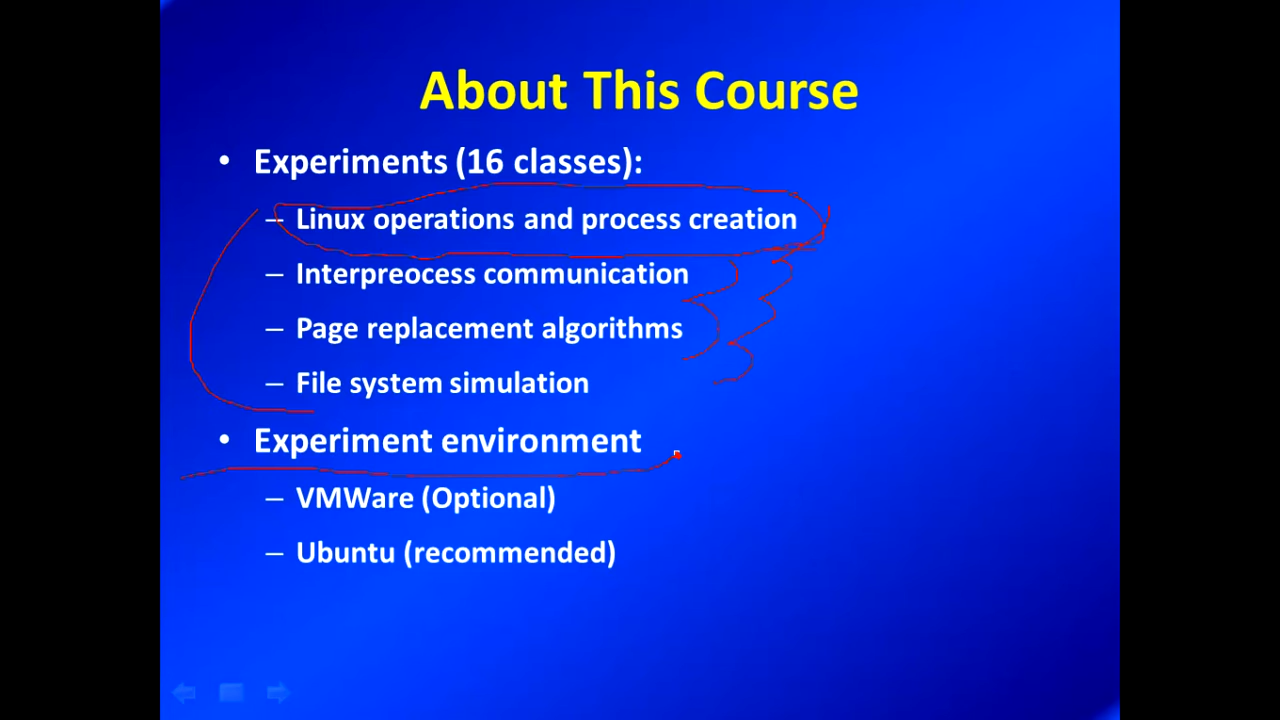 About This Course
• Experiments (16 classes):
– Linux operations and process creation
– Interpreocess communication
– Page replacement algorithms
– File system simulation
• Experiment environment
– VMWare (Optional)
– Ubuntu (recommended)